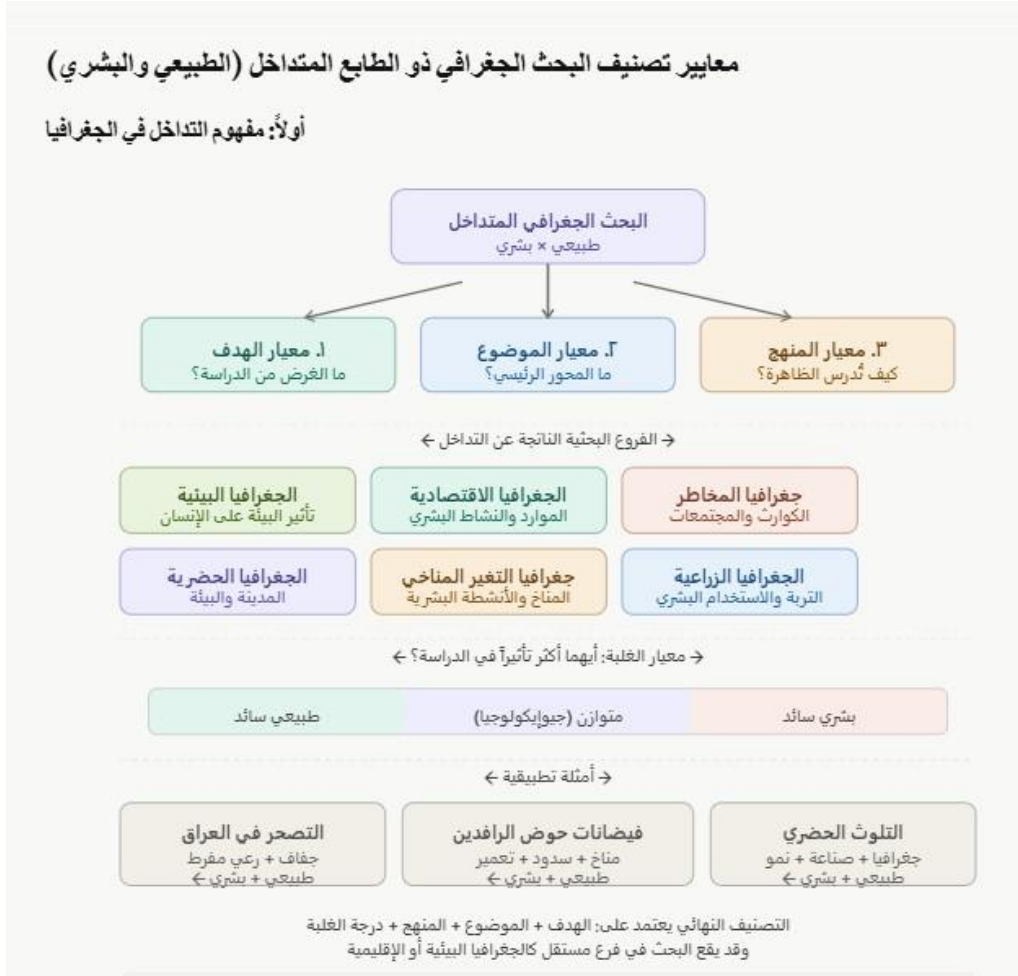 معايير تصنيف البحث الجغرافي ذو الطابع المتداخل (الطبيعي والبشري)
أولاً: مفهوم التداخل في الجغرافيا
البحث الجغرافي المتداخل
طبيعي × بشري
٣. معيار المنهج
كيف تُدرس الظاهرة؟
٢. معيار الموضوع
ما المحور الرئيسي؟
١. معيار الهدف
ما الغرض من الدراسة؟
← الفروع البحثية الناتجة عن التداخل →
جغرافيا المخاطر
الكوارث والمجتمعات
الجغرافيا الاقتصادية
الموارد والنشاط البشري
الجغرافيا البيئية
تأثير البيئة على الإنسان
الجغرافيا الزراعية
التربة والاستخدام البشري
جغرافيا التغير المناخي
المناخ والأنشطة البشرية
الجغرافيا الحضرية
المدينة والبيئة
← معيار الغلبة: أيهما أكثر تأثيراً في الدراسة؟ →
بشري سائد
متوازن (جيوإيكولوجيا)
طبيعي سائد
← أمثلة تطبيقية →
التلوث الحضري
جغرافيا + صناعة + نمو
طبيعي + بشري ←
فيضانات حوض الرافدين
مناخ + سدود + تعمير
طبيعي + بشري ←
التصحر في العراق
جفاف + رعي مفرط
طبيعي + بشري ←
التصنيف النهائي يعتمد على: الهدف + الموضوع + المنهج + درجة الغلبة
وقد يقع البحث في فرع مستقل كالجغرافيا البيئية أو الإقليمية